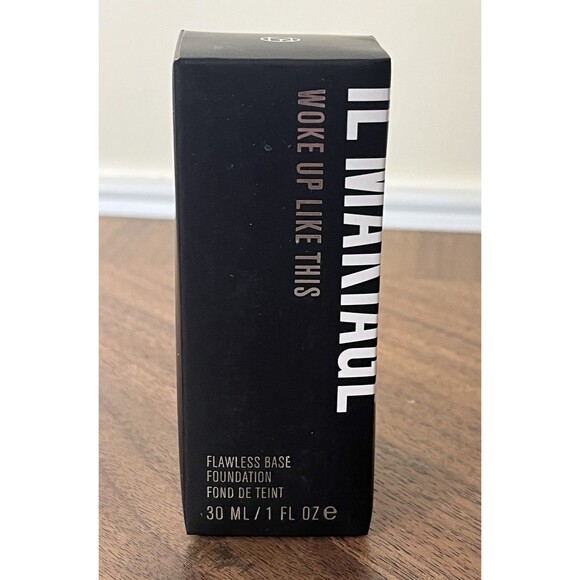 IL MAKIAGE
WOKE UP LIKE THIS
FLAWLESS BASE
FOUNDATION
FOND DE TEINT
30 ML / 1 FL OZ e